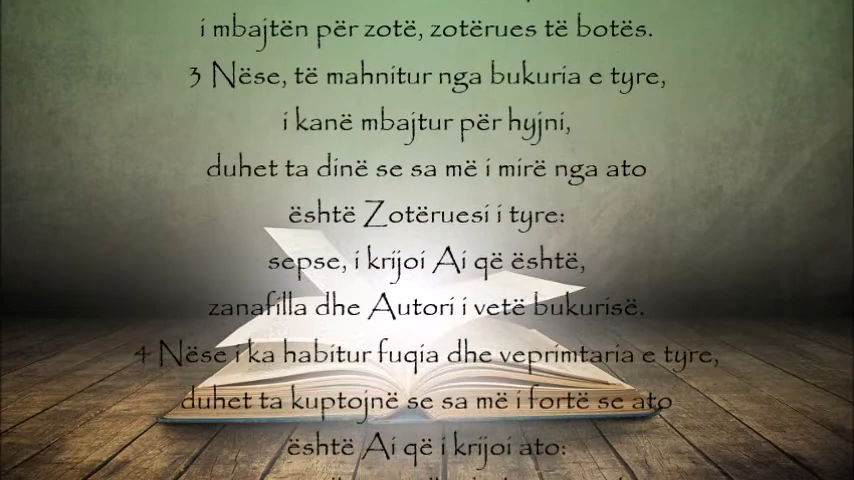 i mbajtën për zotë, zotërues të botës.
3 Nëse, të mahnitur nga bukuria e tyre,
i kanë mbajtur për hyjni,
duhet ta dinë se sa më i mirë nga ato
është Zotëruesi i tyre:
sepse, i krijoi Ai që është,
zanafilla dhe Autori i vetë bukurisë.
4 Nëse i ka habitur fuqia dhe veprimtaria e tyre,
duhet ta kuptojnë se sa më i fortë se ato
është Ai që i krijoi ato: